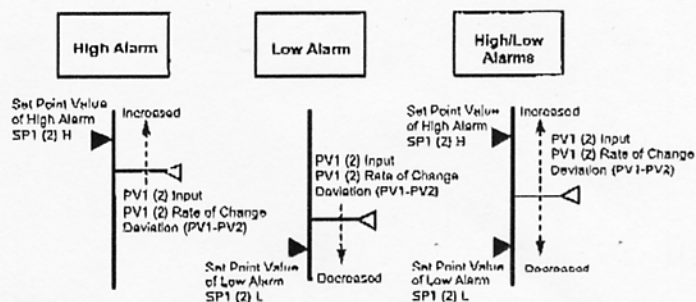 High Alarm
Set Point Value
of High Alarm
SP1 (2) H
Increased
PV1 (2) Input
PV1 (2) Rate of Change
Deviation (PV1-PV2)
Low Alarm
PV1 (2) Input
PV1 (2) Rate of Change
Deviation (PV1-PV2)
Set Point Value
of Low Alarm
SP1 (2) L
Decreased
High/Low
Alarms
Set Point Value
of High Alarm
SP1 (2) H
Increased
PV1 (2) Input
PV1 (2) Rate of Change
Deviation (PV1-PV2)
Set Point Value
of Low Alarm
SP1 (2) L
Decreased